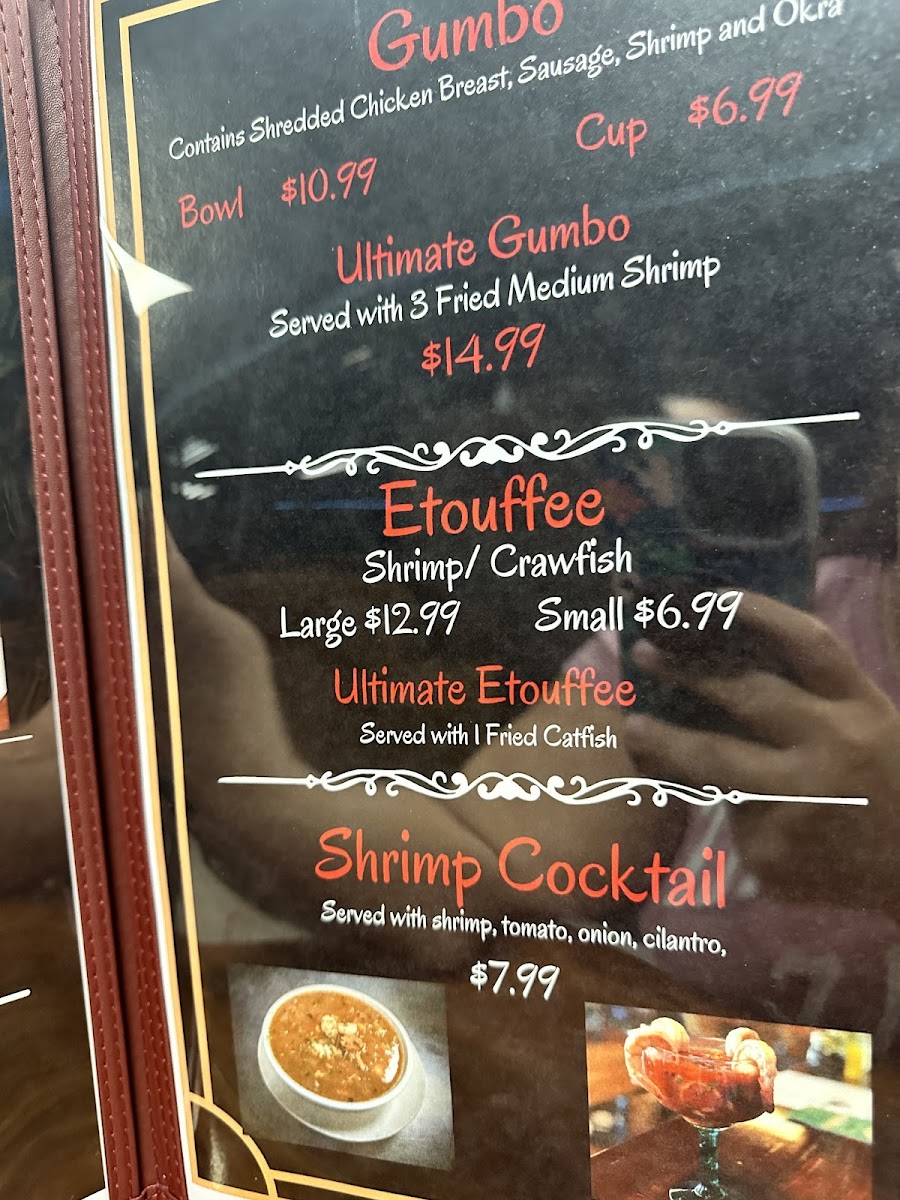 Gumbo
Contains Shredded Chicken Breast, Sausage, Shrimp and Okra
Bowl $10.99 Cup $6.99
Ultimate Gumbo
Served with 3 Fried Medium Shrimp
$14.99
Etouffee
Shrimp/ Crawfish
Large $12.99 Small $6.99
Ultimate Etouffee
Served with 1 Fried Catfish
Shrimp Cocktail
Served with shrimp, tomato, onion, cilantro,
$7.99